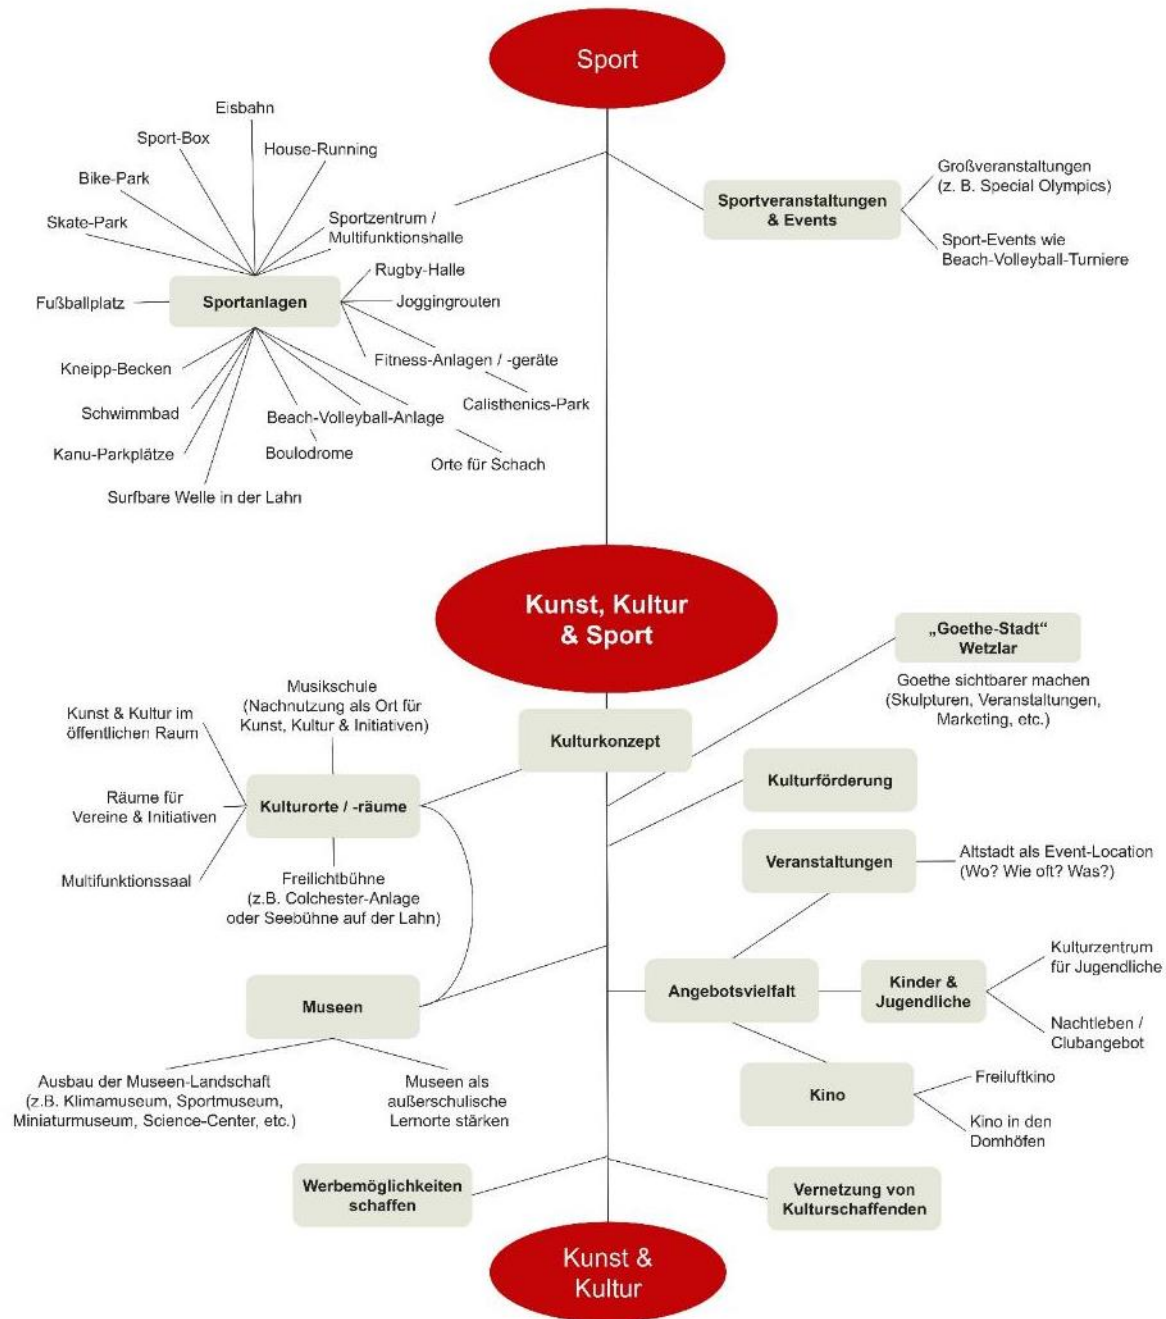 Sport
Eisbahn
Sport-Box
House-Running
Bike-Park
Skate-Park
Sportzentrum /
Multifunktionshalle
Rugby-Halle
Fußballplatz
Sportanlagen
Joggingrouten
Kneipp-Becken
Fitness-Anlagen / -geräte
Calisthenics-Park
Schwimmbad
Beach-Volleyball-Anlage
Kanu-Parkplätze
Boulodrome
Orte für Schach
Surfbare Welle in der Lahn
Sportveranstaltungen
& Events
Großveranstaltungen
(z. B. Special Olympics)
Sport-Events wie
Beach-Volleyball-Turniere
Kunst, Kultur
& Sport
„Goethe-Stadt“
Wetzlar
Goethe sichtbarer machen
(Skulpturen, Veranstaltungen,
Marketing, etc.)
Kulturkonzept
Musikschule
(Nachnutzung als Ort für
Kunst, Kultur & Initiativen)
Kunst & Kultur im
öffentlichen Raum
Räume für
Vereine & Initiativen
Kulturorte / -räume
Multifunktionssaal
Freilichtbühne
(z.B. Colchester-Anlage
oder Seebühne auf der Lahn)
Kulturförderung
Veranstaltungen
Altstadt als Event-Location
(Wo? Wie oft? Was?)
Angebotsvielfalt
Kinder &
Jugendliche
Kulturzentrum
für Jugendliche
Nachtleben /
Clubangebot
Museen
Ausbau der Museen-Landschaft
(z.B. Klimamuseum, Sportmuseum,
Miniaturmuseum, Science-Center, etc.)
Museen als
außerschulische
Lernorte stärken
Kino
Freiluftkino
Kino in den
Domhöfen
Werbemöglichkeiten
schaffen
Vernetzung von
Kulturschaffenden
Kunst &
Kultur